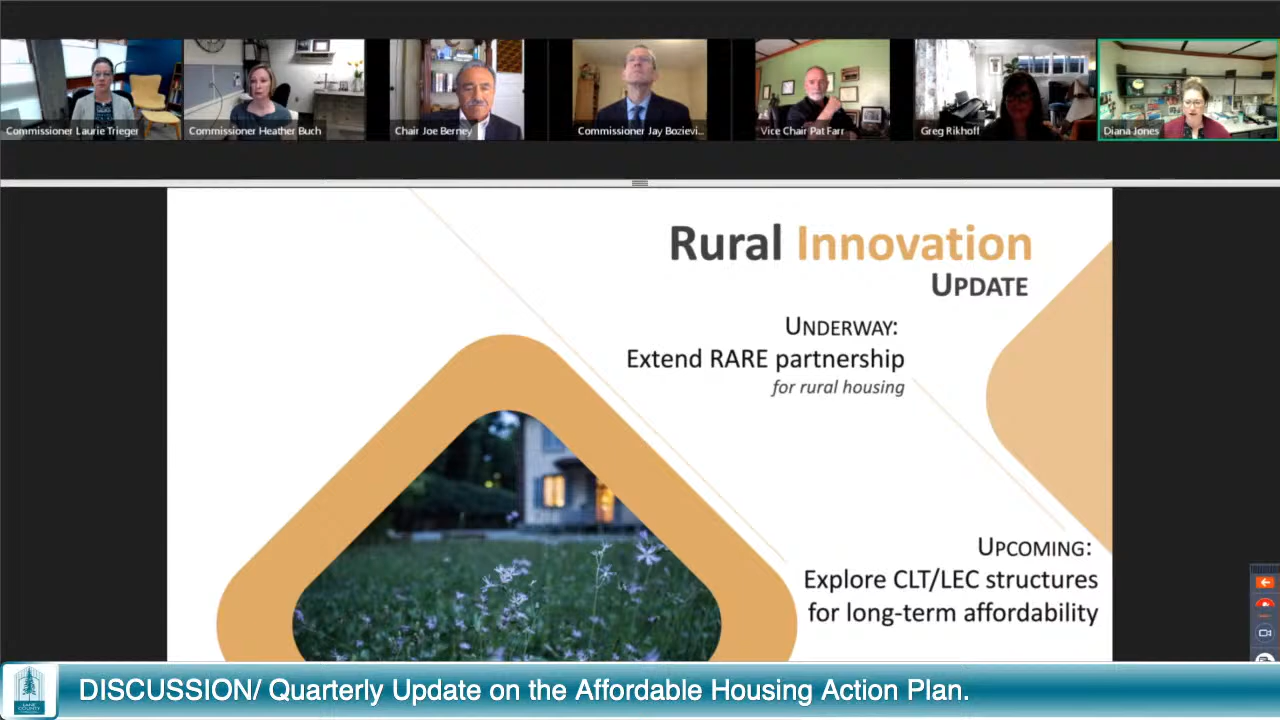 Commissioner Laurie Trieger
Commissioner Heather Buch
Chair Joe Berney
Commissioner Jay Bozievi...
Vice Chair Pat Farr
Greg Rikhoff
Diana Jones
Rural Innovation
UPDATE
UNDERWAY:
Extend RARE partnership
for rural housing
UPCOMING:
Explore CLT/LEC structures
for long-term affordability
LANE
COUNTY
DISCUSSION/ Quarterly Update on the Affordable Housing Action Plan.